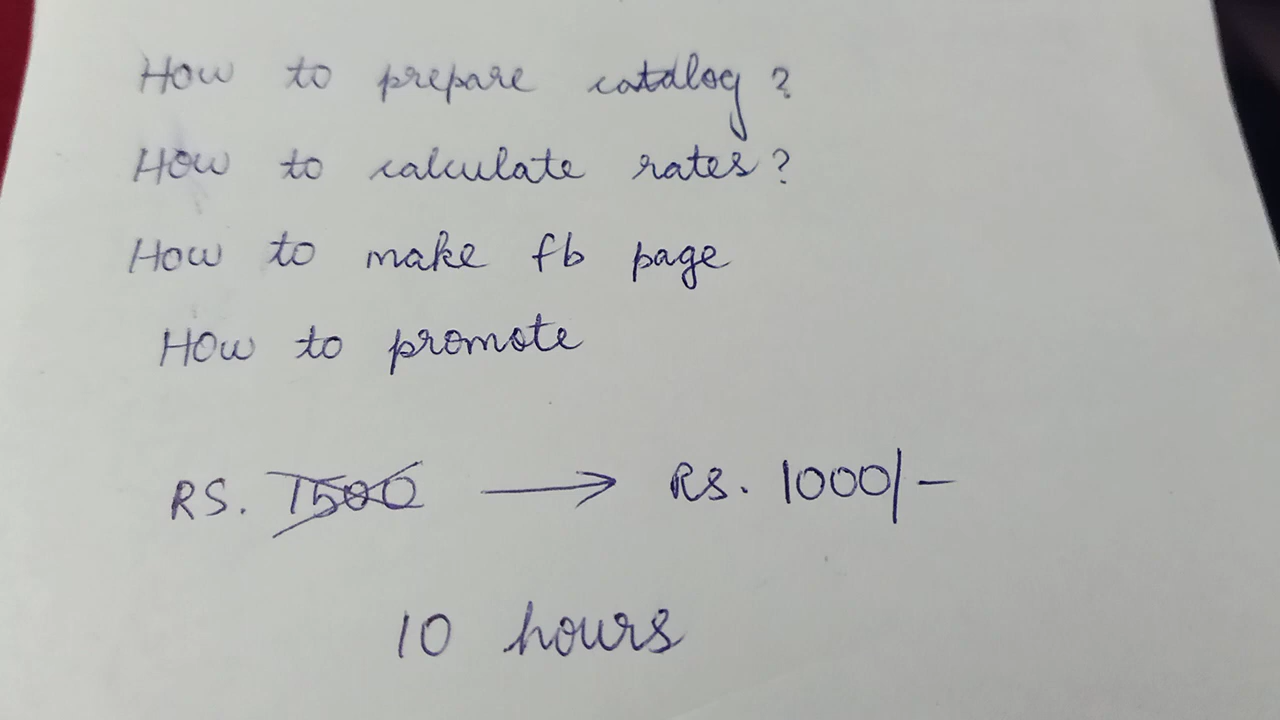 How to prepare catalog?
How to calculate rates?
How to make fb page
How to promote
RS. 1500 → RS. 1000/-
10 hours